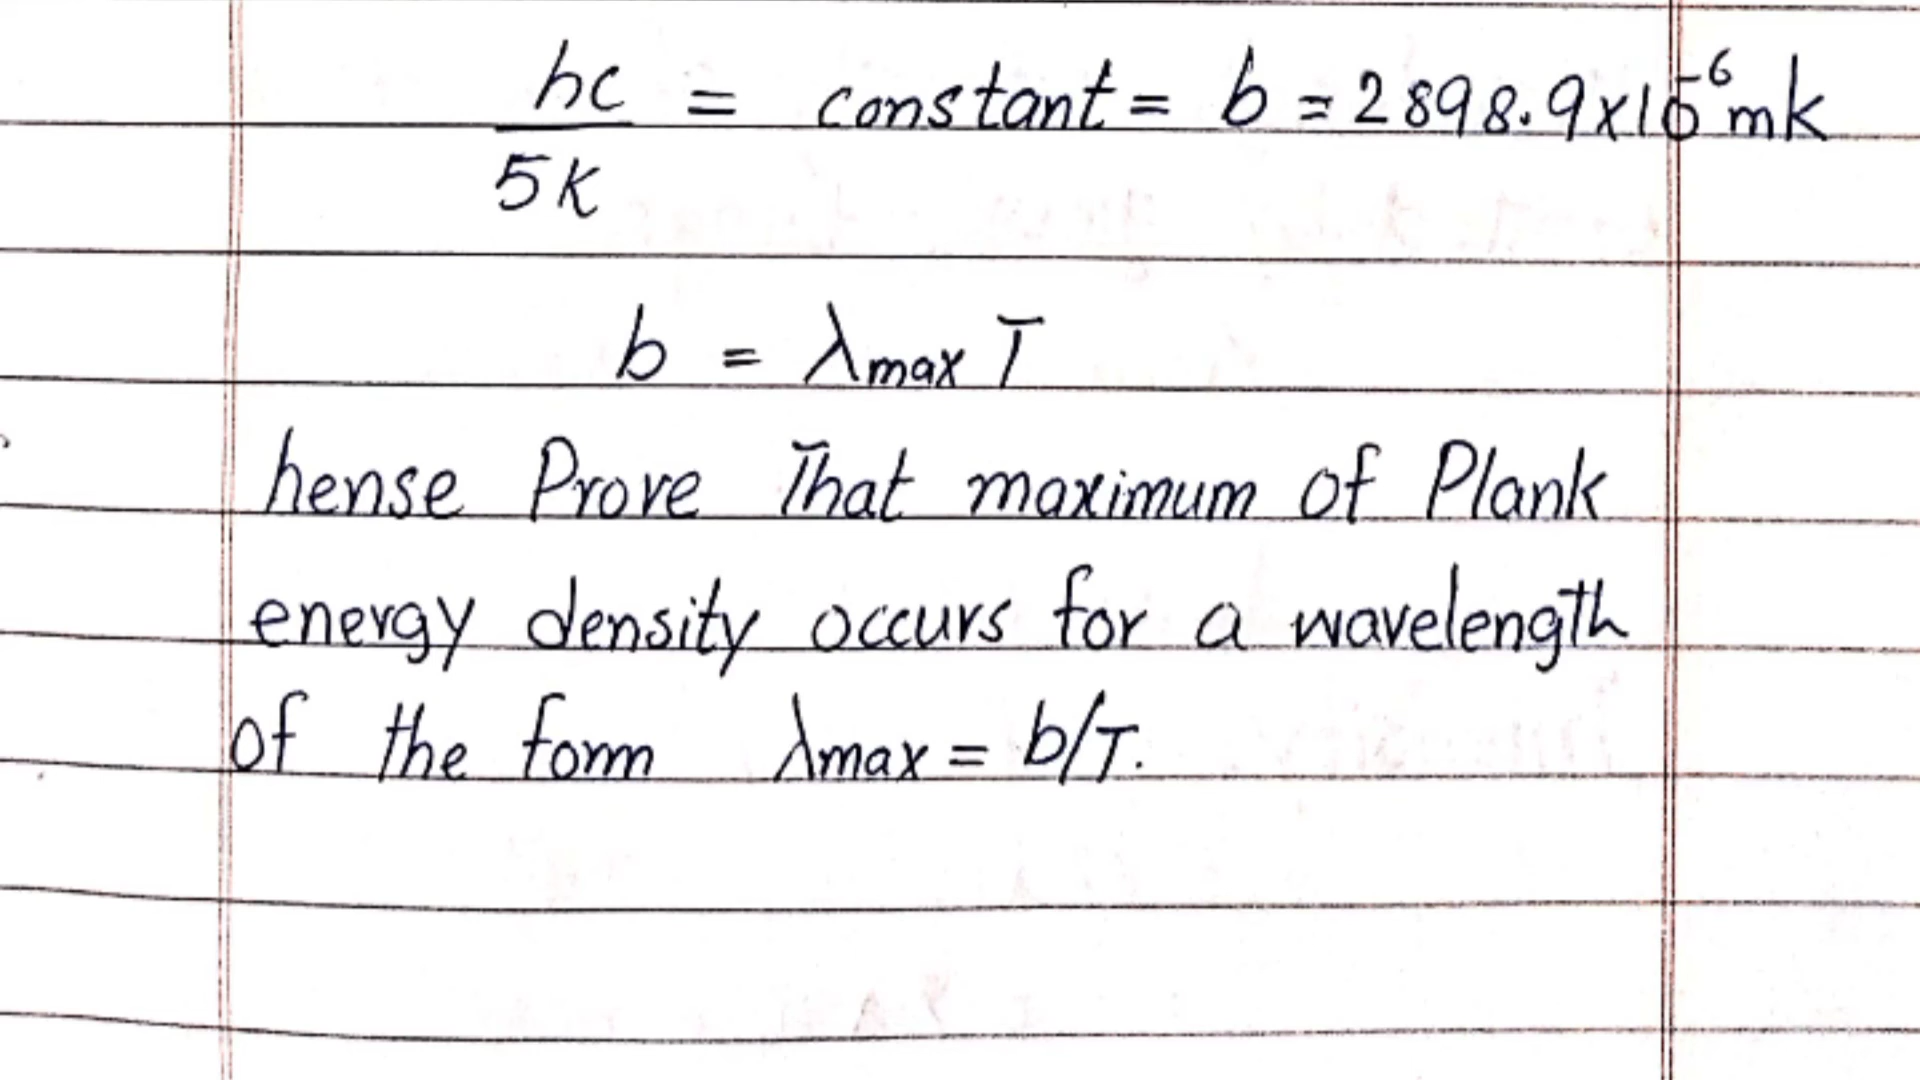 hc/5k = constant = b = 2898.9x10⁻⁶mk
b = λmax T
hense Prove That maximum of Plank
energy density occurs for a wavelength
of the form λmax = b/T.